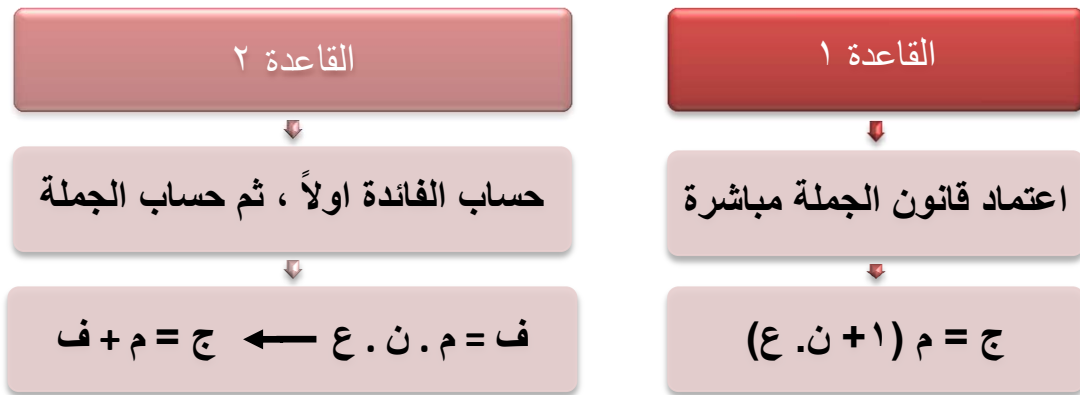 القاعدة ١
اعتماد قانون الجملة مباشرة
ج = م (١+ ن. ع)
القاعدة ٢
حساب الفائدة اولاً ، ثم حساب الجملة
ف = م . ن . ع ← ج = م + ف